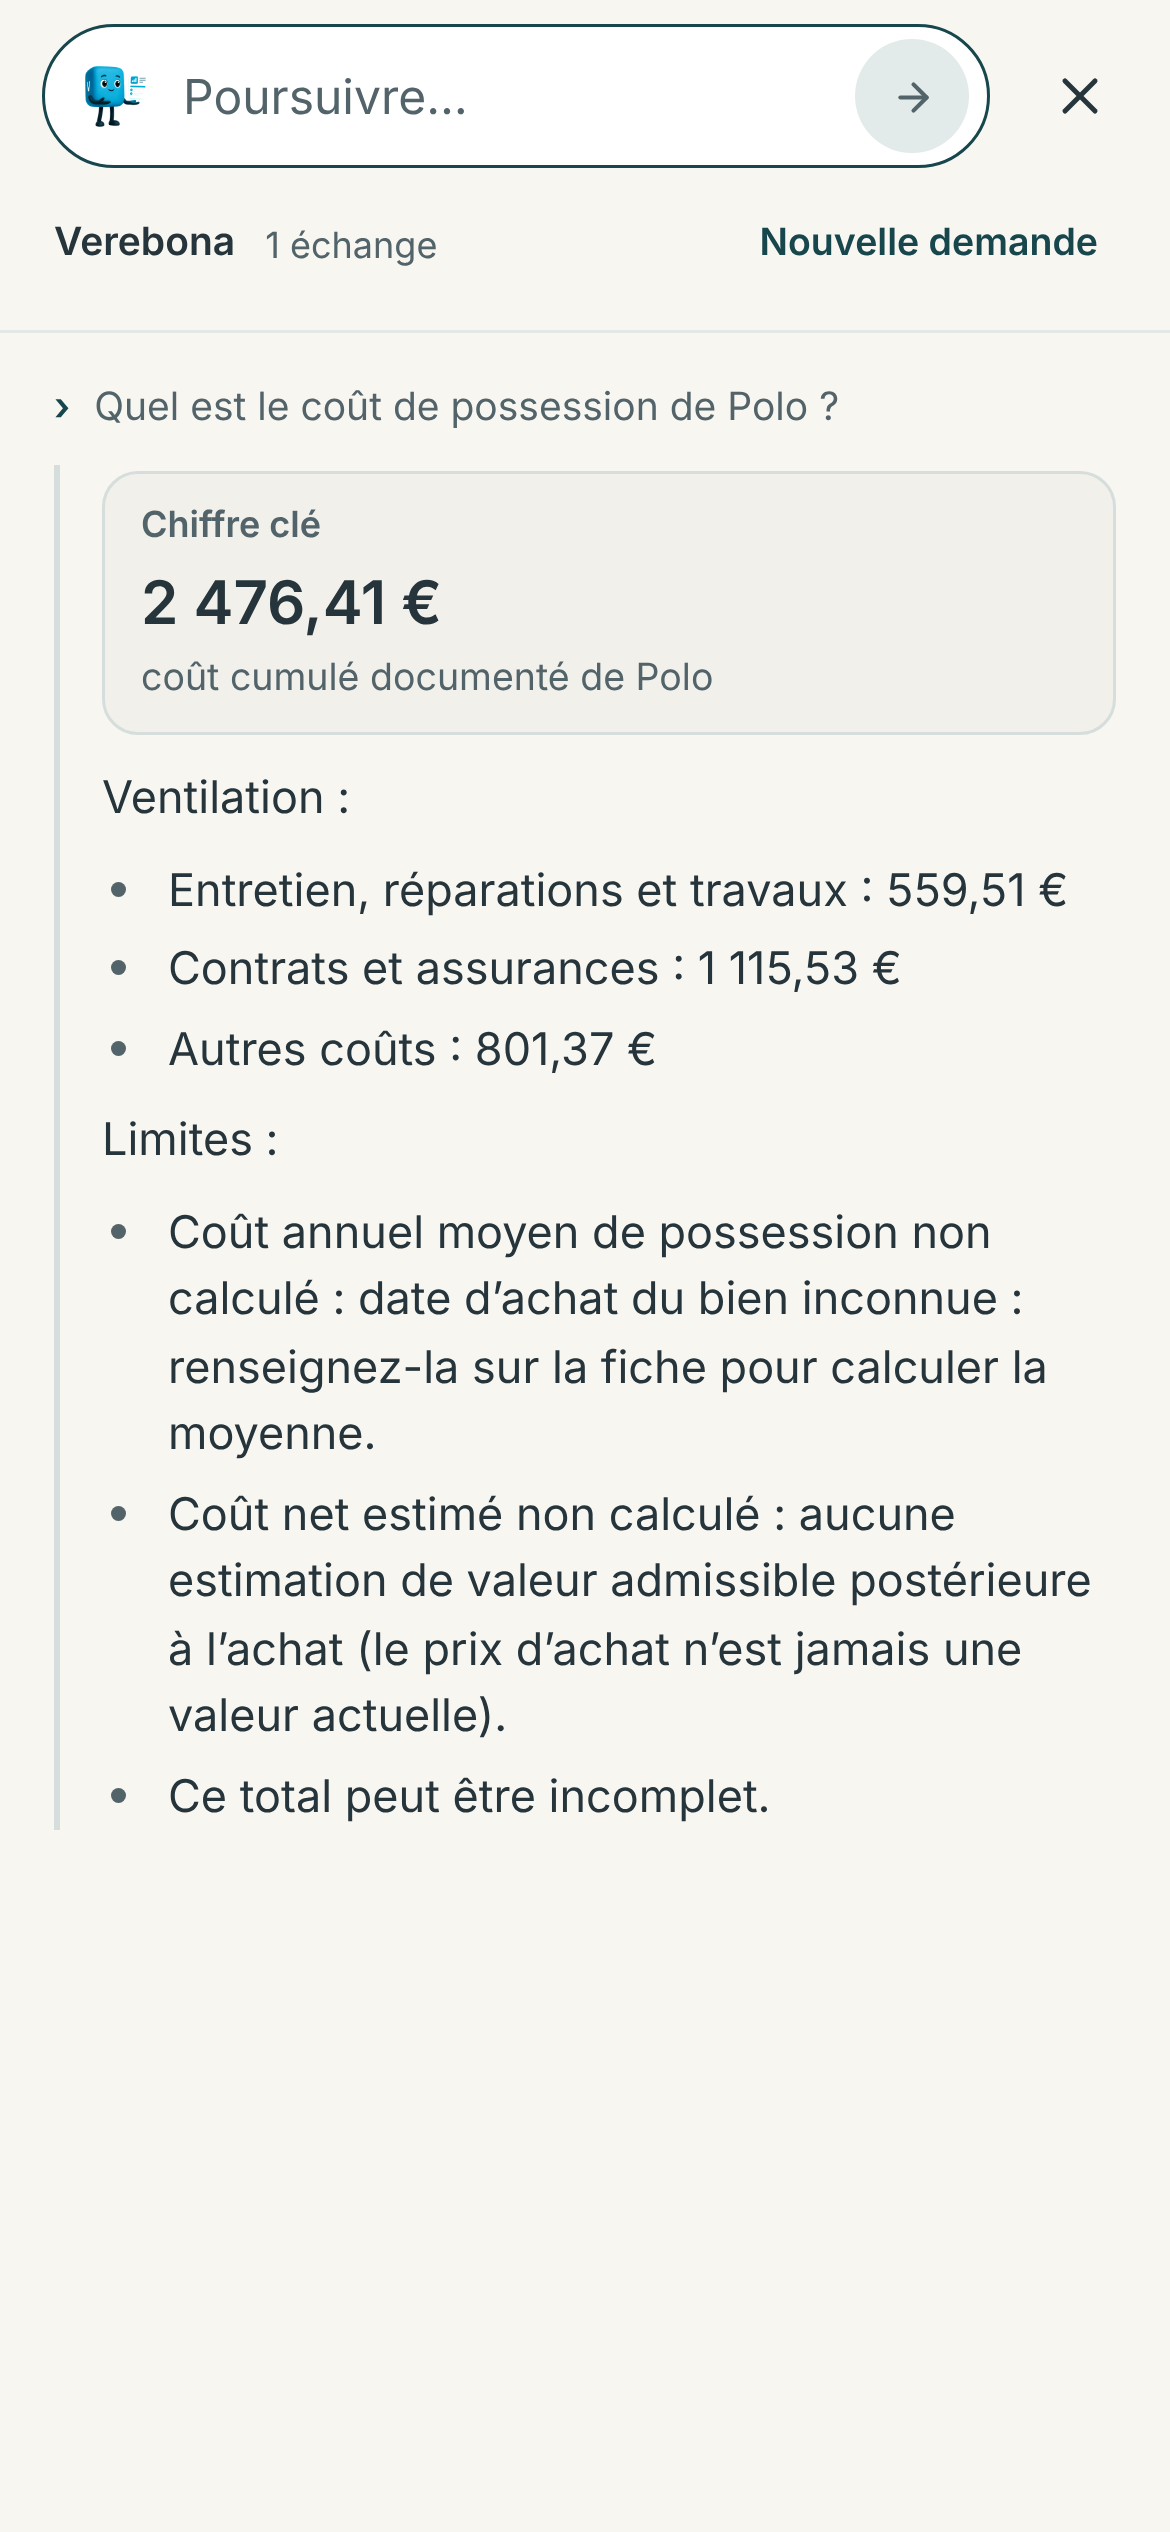 Poursuivre...
Verebona 1 échange Nouvelle demande
› Quel est le coût de possession de Polo ?
Chiffre clé
2 476,41 €
coût cumulé documenté de Polo
Ventilation :
• Entretien, réparations et travaux : 559,51 €
• Contrats et assurances : 1 115,53 €
• Autres coûts : 801,37 €
Limites :
• Coût annuel moyen de possession non
calculé : date d’achat du bien inconnue :
renseignez-la sur la fiche pour calculer la
moyenne.
• Coût net estimé non calculé : aucune
estimation de valeur admissible postérieure
à l’achat (le prix d’achat n’est jamais une
valeur actuelle).
• Ce total peut être incomplet.